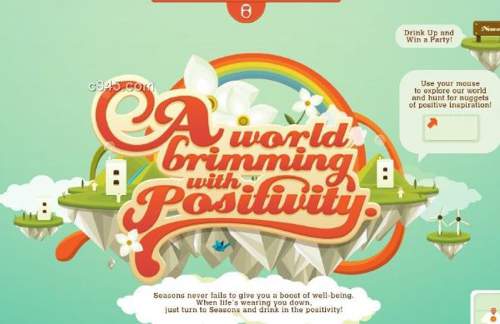 Drink Up and
Win a Party!
c945.com
Use your mouse
to explore our world
and hunt for nuggets
of positive inspiration!
A world
brimming
with
Positivity.
Seasons never fails to give you a boost of well-being.
When life's wearing you down,
just turn to Seasons and drink in the positivity!